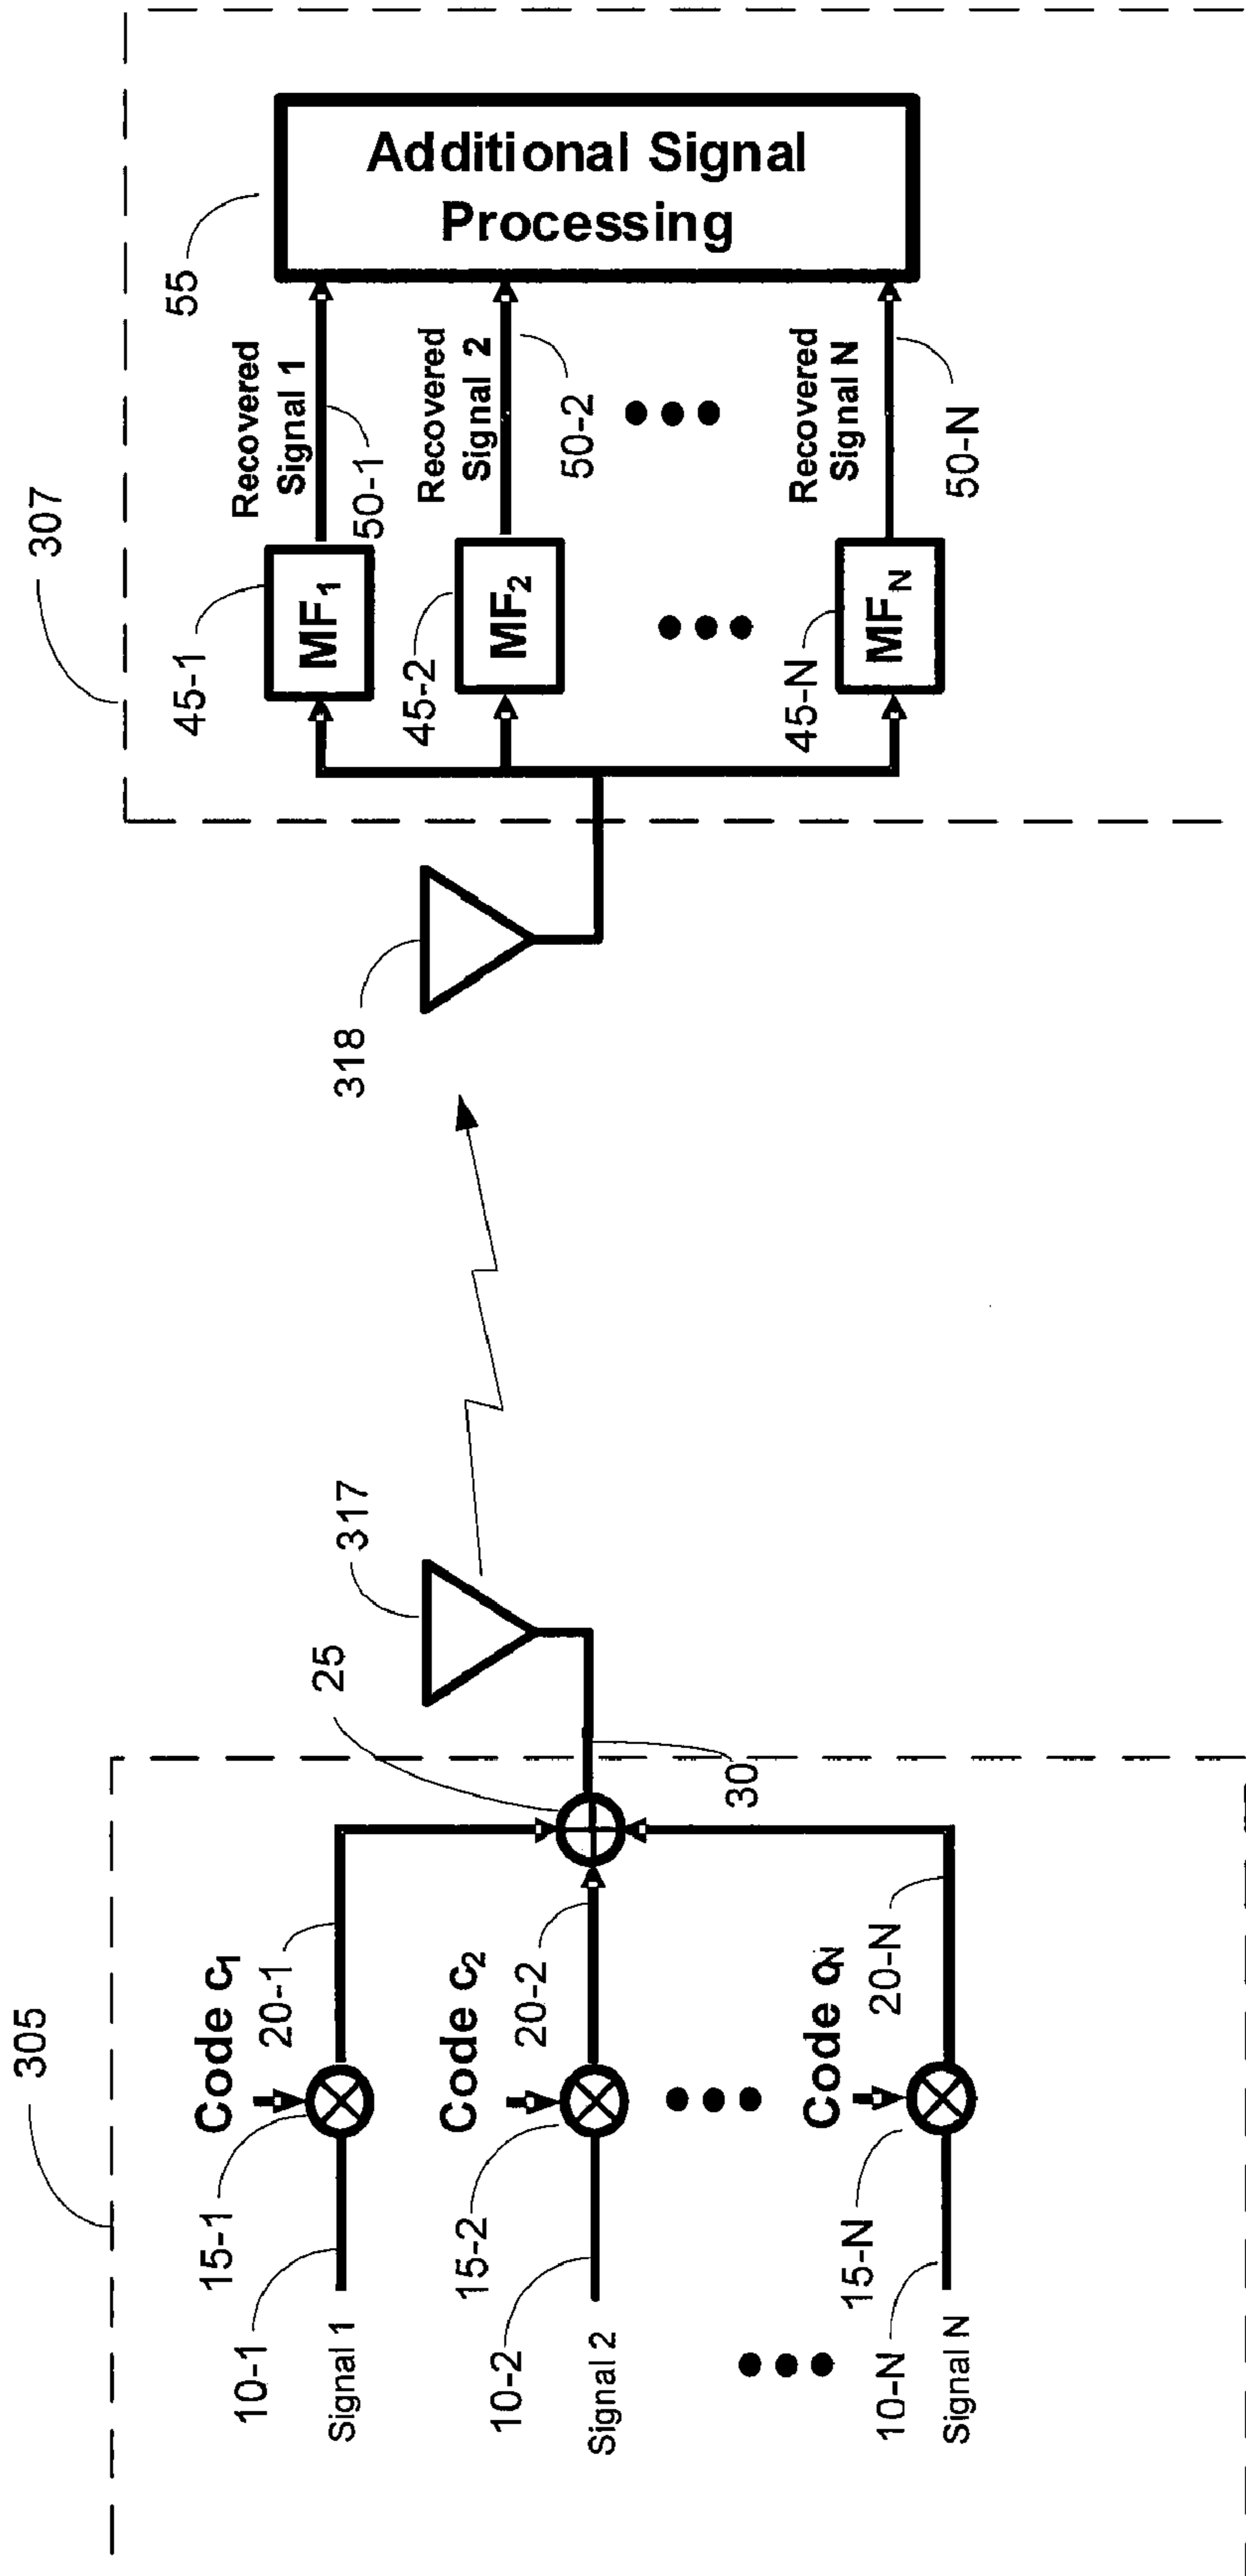 305
10-1
Signal 1
15-1
Code c1
20-1
10-2
Signal 2
15-2
Code c2
20-2
10-N
Signal N
15-N
Code cN
20-N
25
30
317
318
307
45-1
MF1
Recovered
Signal 1
50-1
45-2
MF2
Recovered
Signal 2
50-2
45-N
MF N
Recovered
Signal N
50-N
55
Additional Signal
Processing